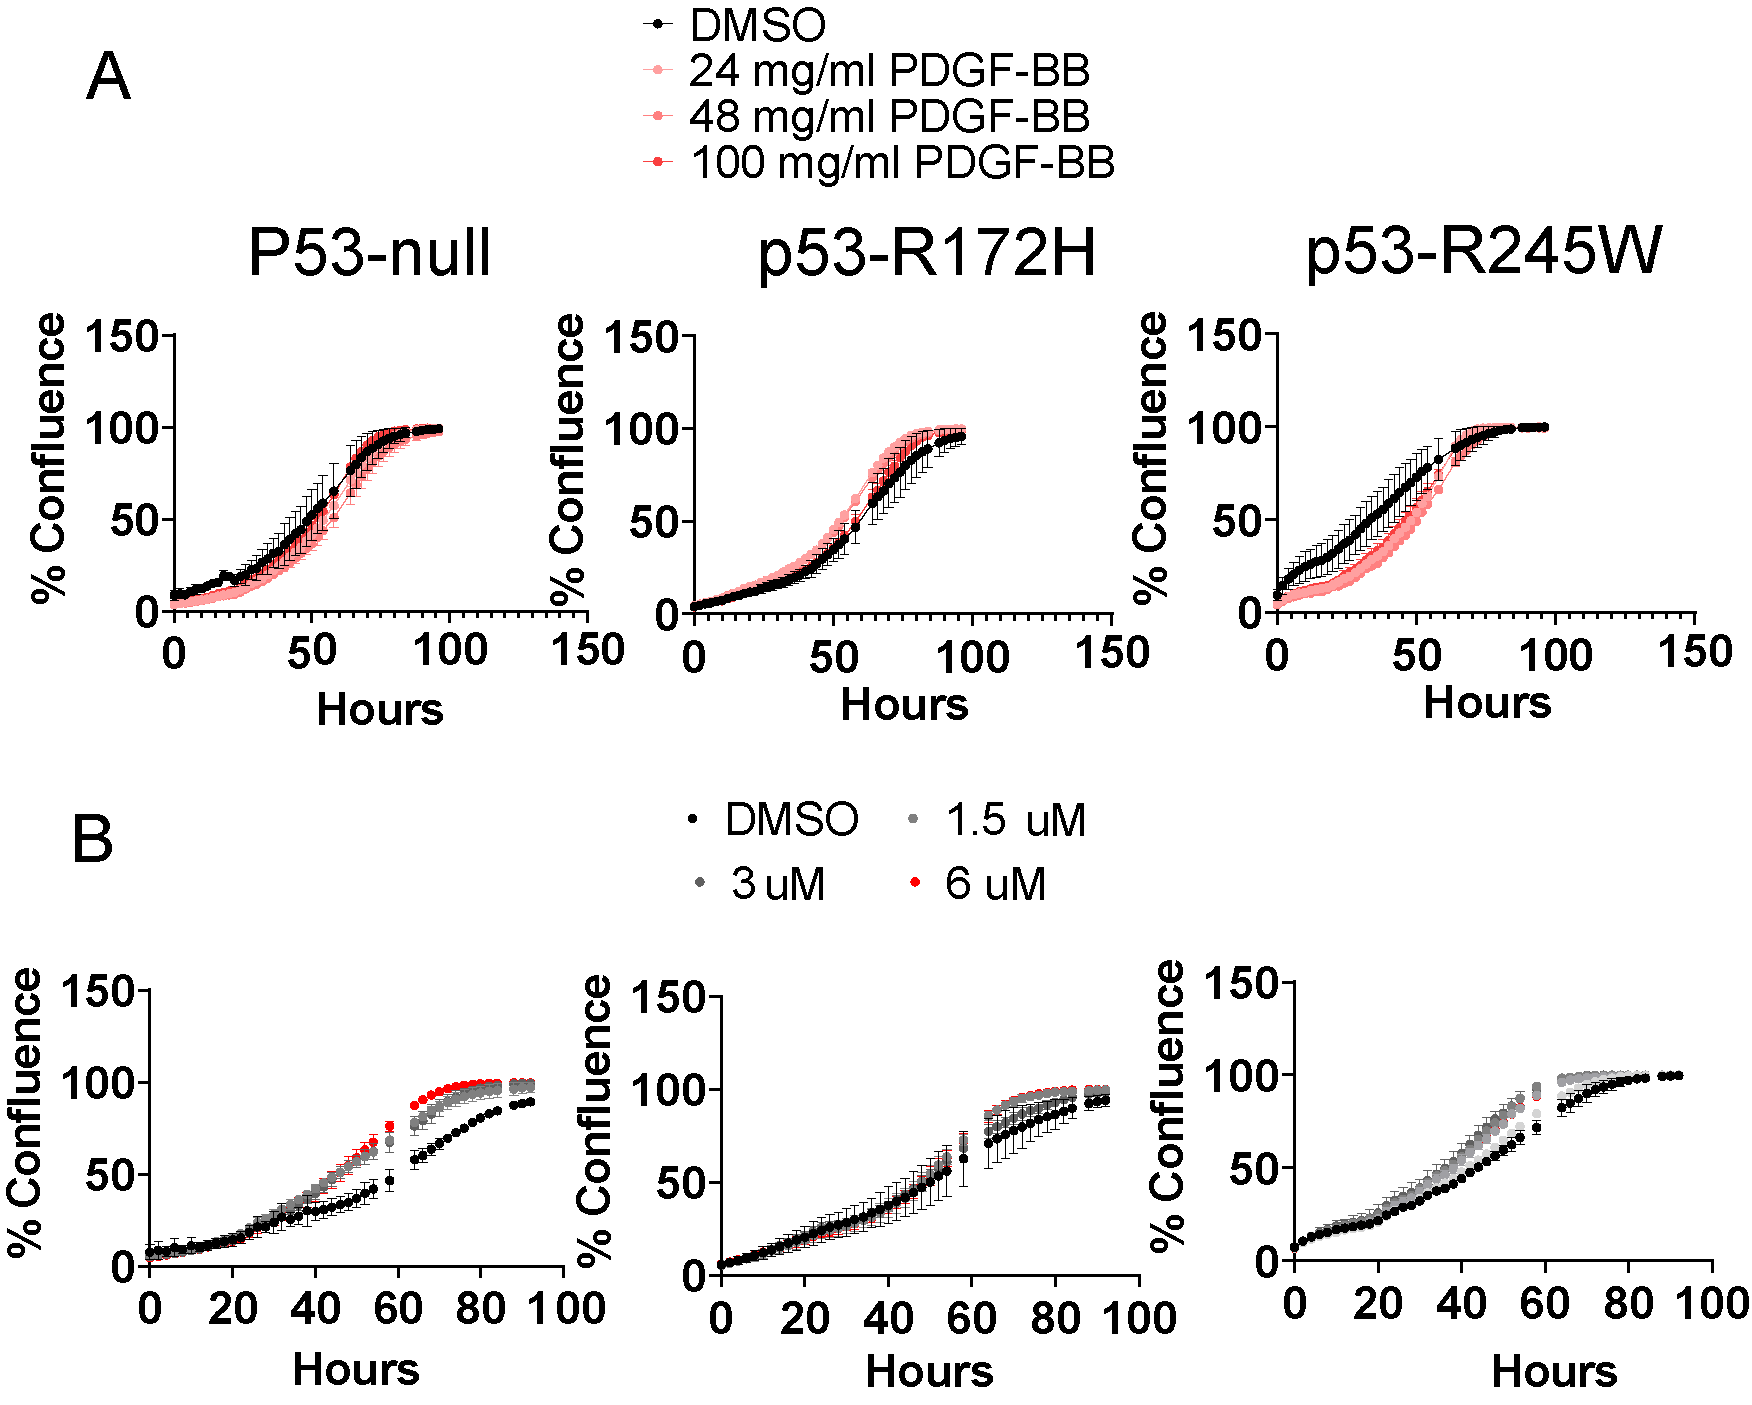 A
DMSO
24 mg/ml PDGF-BB
48 mg/ml PDGF-BB
100 mg/ml PDGF-BB
P53-null
p53-R172H
p53-R245W
% Confluence
150
100
50
0
0 50 100 150
Hours
% Confluence
150
100
50
0
0 50 100 150
Hours
% Confluence
150
100
50
0
0 50 100 150
Hours
B
DMSO
1.5 uM
3 uM
6 uM
% Confluence
150
100
50
0
0 20 40 60 80 100
Hours
% Confluence
150
100
50
0
0 20 40 60 80 100
Hours
% Confluence
150
100
50
0
0 20 40 60 80 100
Hours